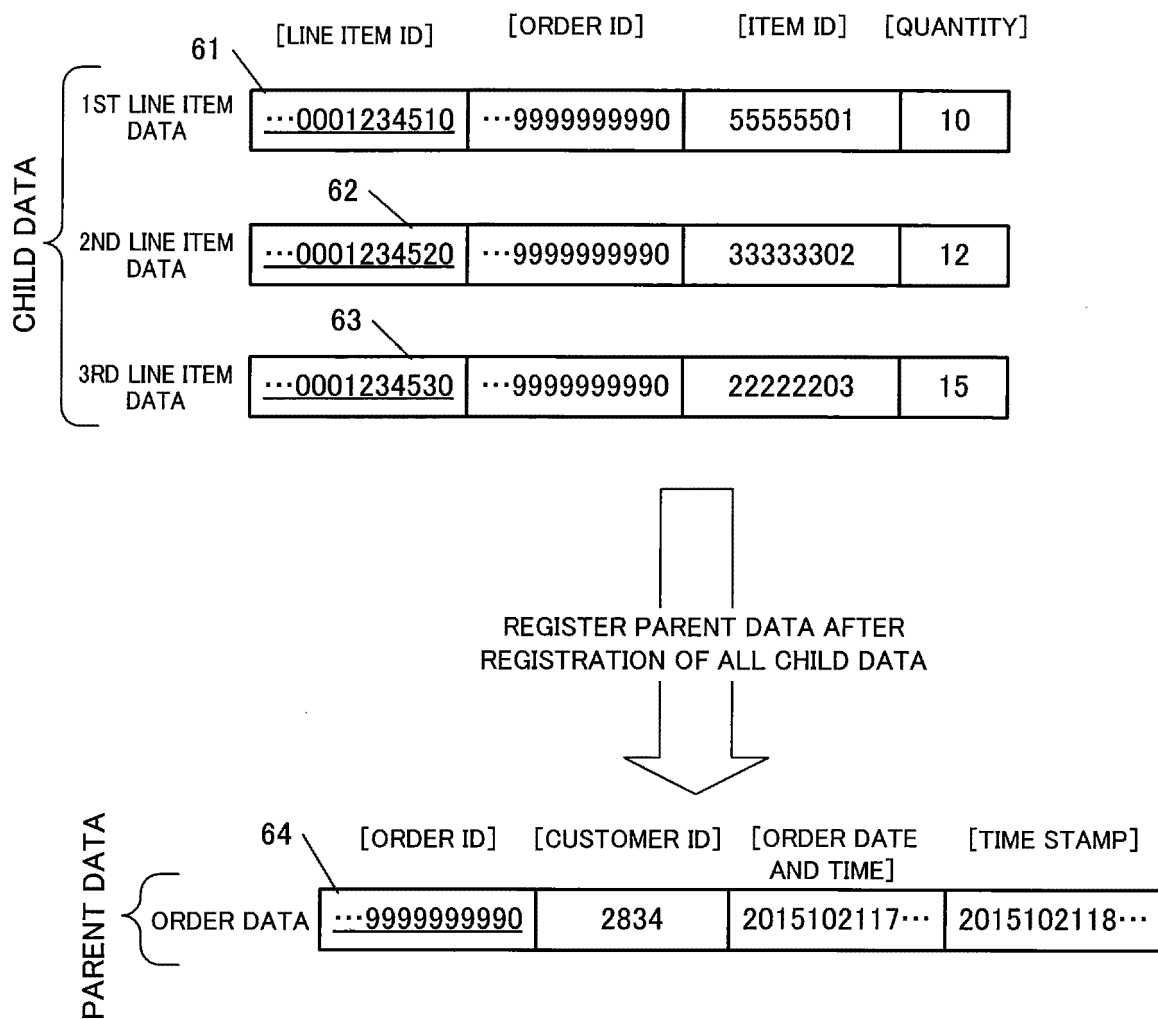 [LINE ITEM ID] [ORDER ID] [ITEM ID] [QUANTITY]
61
CHILD DATA
1ST LINE ITEM
DATA
…0001234510 …9999999990 55555501 10
62
2ND LINE ITEM
DATA
…0001234520 …9999999990 33333302 12
63
3RD LINE ITEM
DATA
…0001234530 …9999999990 22222203 15
REGISTER PARENT DATA AFTER
REGISTRATION OF ALL CHILD DATA
PARENT DATA
64
[ORDER ID] [CUSTOMER ID] [ORDER DATE
AND TIME] [TIME STAMP]
ORDER DATA …9999999990 2834 2015102117… 2015102118…